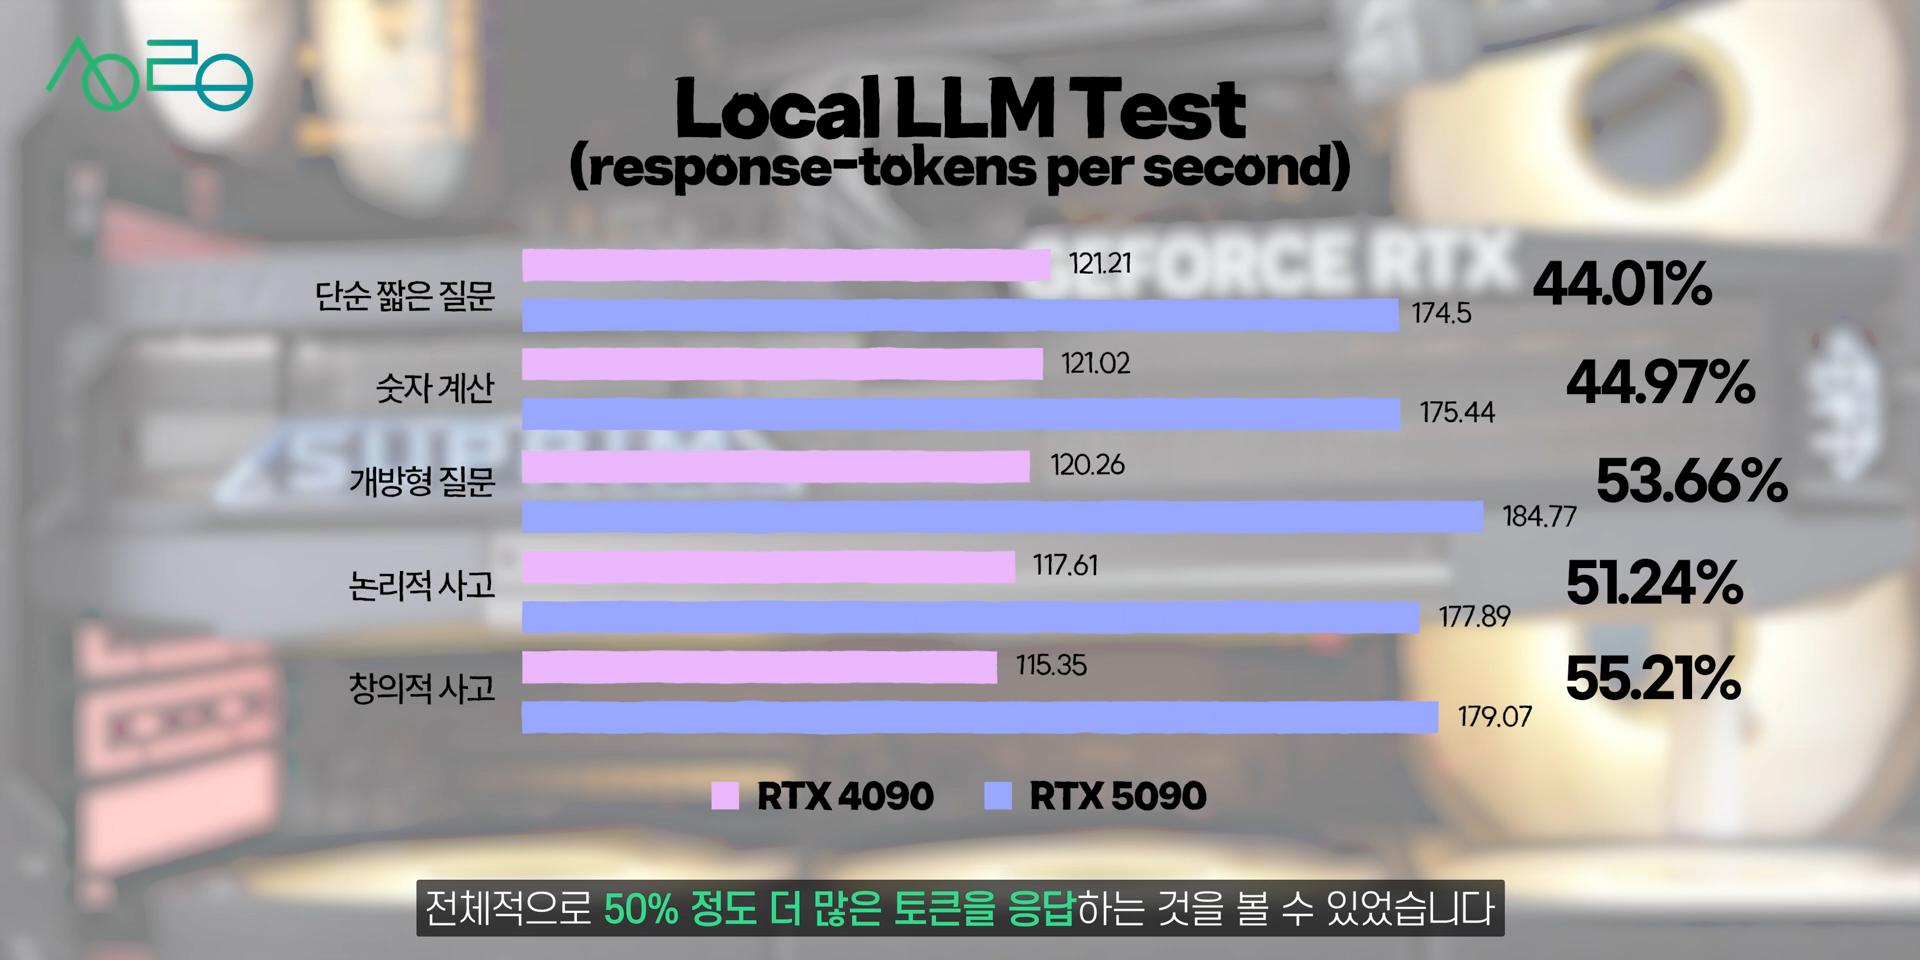 Local LLM Test
(response-tokens per second)
GEFORCE RTX
단순 짧은 질문
121.21
174.5
44.01%
숫자 계산
121.02
175.44
44.97%
SUPRIM
개방형 질문
120.26
184.77
53.66%
논리적 사고
117.61
177.89
51.24%
창의적 사고
115.35
179.07
55.21%
RTX 4090
RTX 5090
전체적으로 50% 정도 더 많은 토큰을 응답하는 것을 볼 수 있었습니다